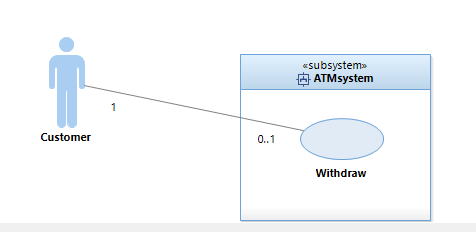 «subsystem»
ATMsystem
1
Customer
0..1
Withdraw